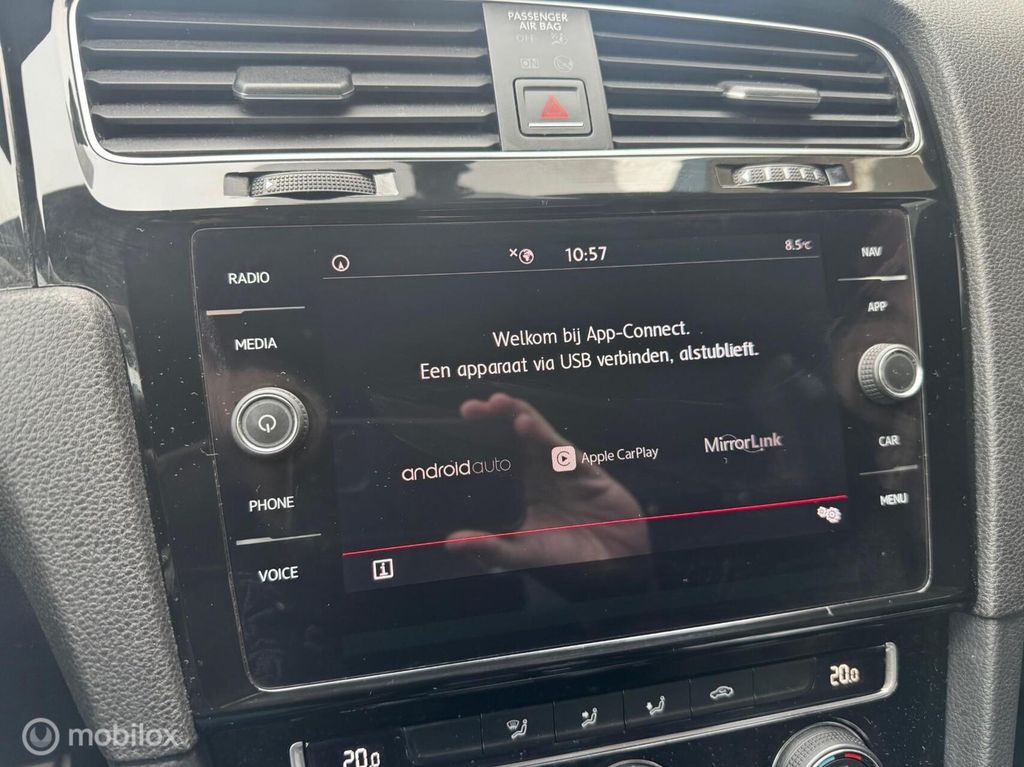 PASSENGER
AIR BAG
OFF
ON
10:57
8.5°C
RADIO
MEDIA
PHONE
VOICE
Welkom bij App-Connect.
Een apparaat via USB verbinden, alstublieft.
androidauto
Apple CarPlay
MirrorLink
i
NAV
APP
CAR
MENU
20.0
20.0
mobilox